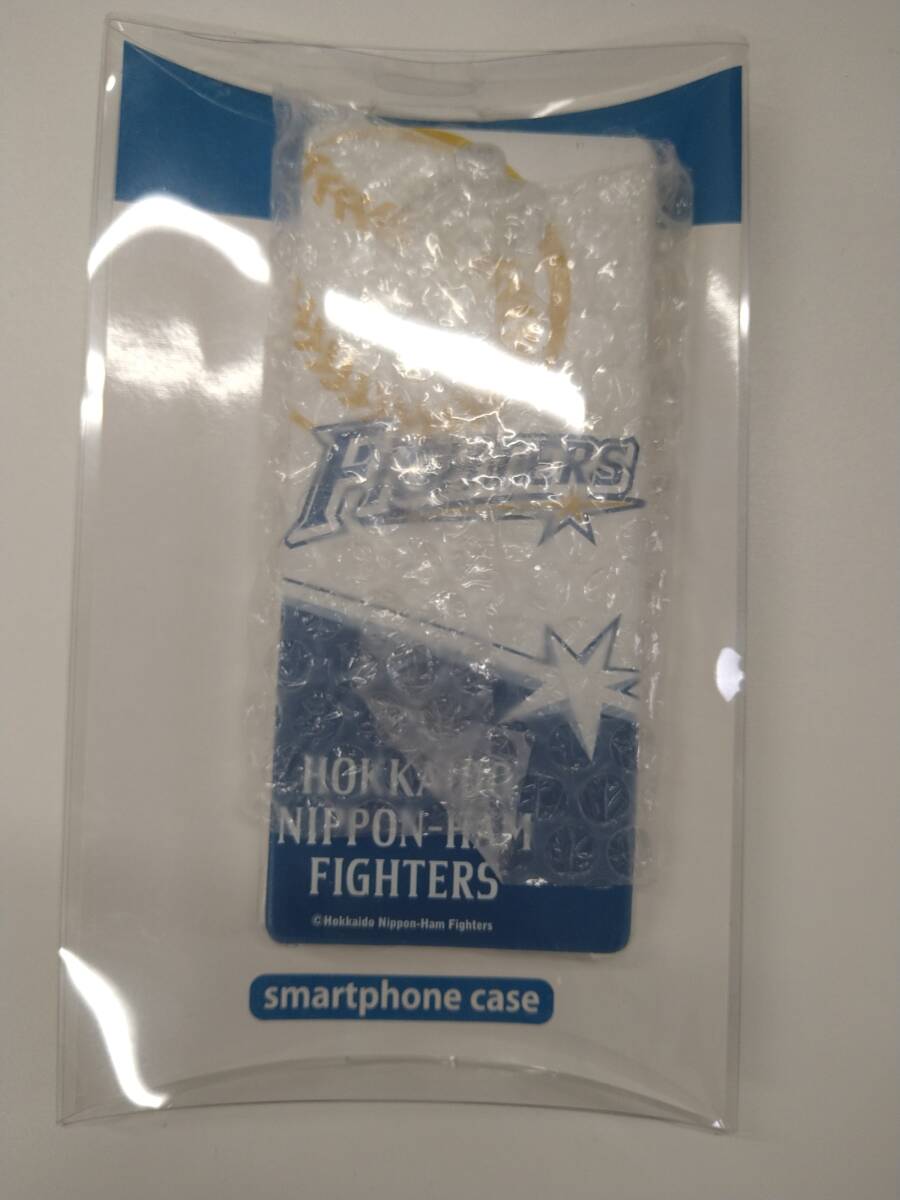 FIGHTERS
HOKKAIDO
NIPPON-HAM
FIGHTERS
©Hokkaido Nippon-Ham Fighters
smartphone case